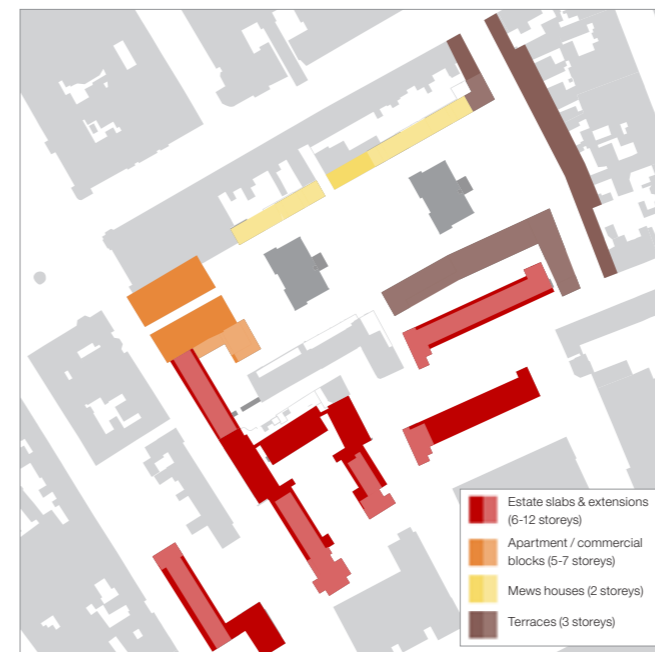 Estate slabs & extensions
(6-12 storeys)
Apartment / commercial
blocks (5-7 storeys)
Mews houses (2 storeys)
Terraces (3 storeys)